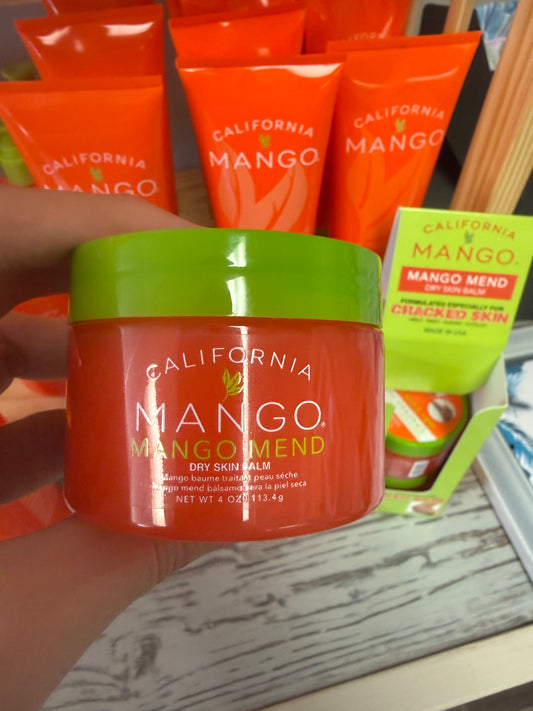 CALIFORNIA
MANGO
CALIFORNIA
MANGO®
CALIFORNIA
MANGO
CALIFORNIA
MANGO®
MANGO MEND
DRY SKIN BALM
Mango baume traitant peau sèche
Mango mend bálsamo para la piel seca
NET WT 4 OZ 113.4g
CALIFORNIA
MANGO®
MANGO MEND
DRY SKIN BALM
FORMULATED ESPECIALLY FOR
CRACKED SKIN
MADE IN USA